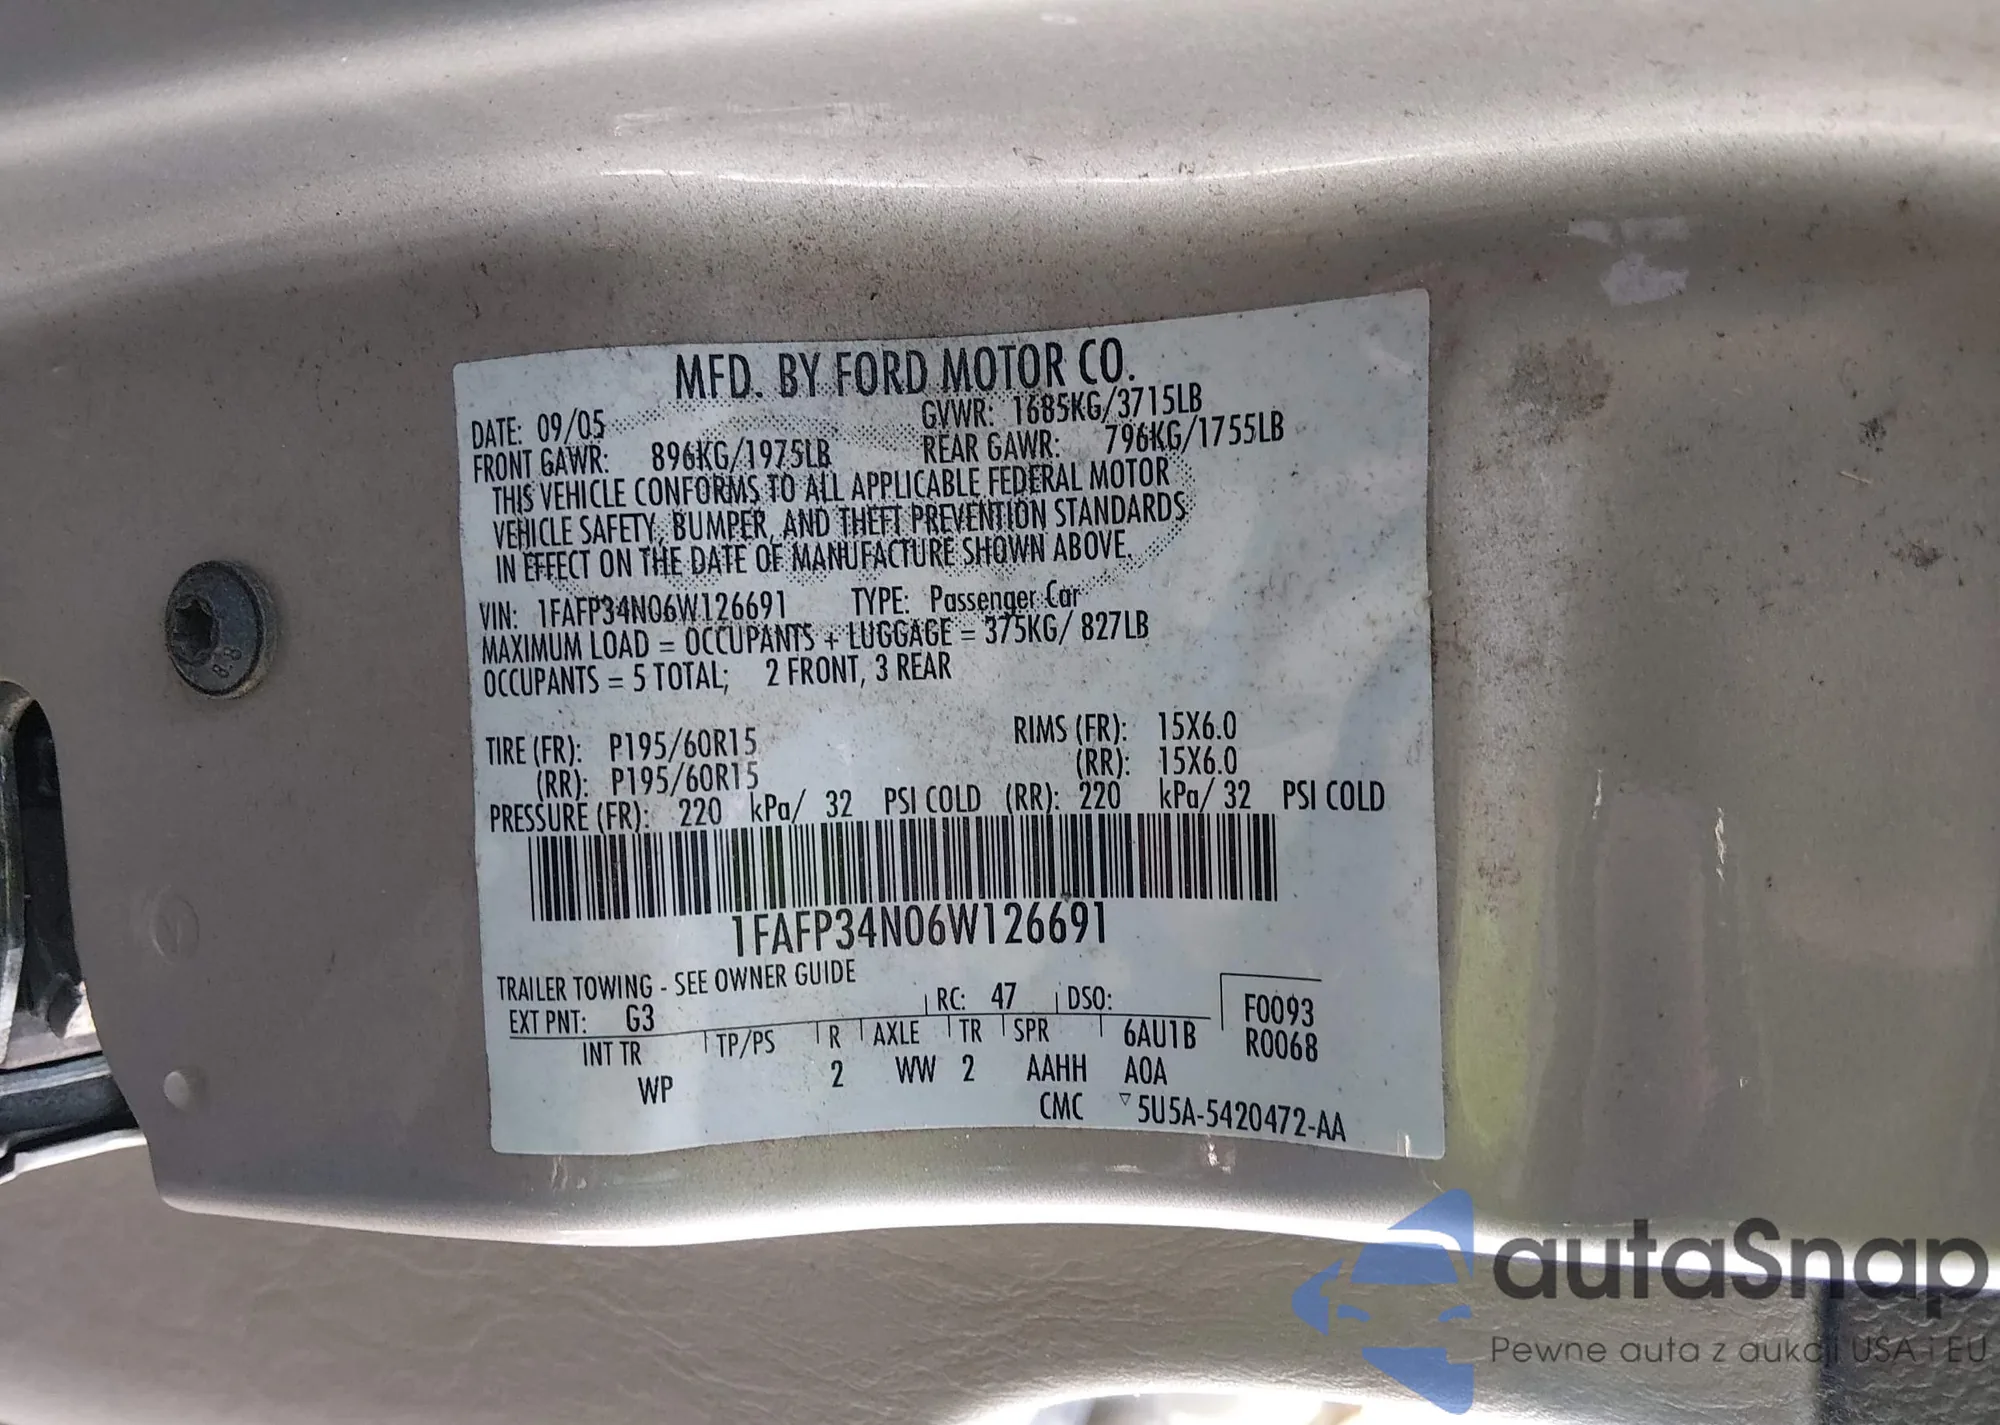 MFD. BY FORD MOTOR CO.
DATE: 09/05 GVWR: 1685KG/3715LB
FRONT GAWR: 896KG/1975LB REAR GAWR: 796KG/1755LB
THIS VEHICLE CONFORMS TO ALL APPLICABLE FEDERAL MOTOR
VEHICLE SAFETY, BUMPER, AND THEFT PREVENTION STANDARDS
IN EFFECT ON THE DATE OF MANUFACTURE SHOWN ABOVE.
VIN: 1FAFP34N06W126691 TYPE: Passenger Car
MAXIMUM LOAD = OCCUPANTS + LUGGAGE = 375KG/ 827LB
OCCUPANTS = 5 TOTAL; 2 FRONT, 3 REAR
TIRE (FR): P195/60R15 RIMS (FR): 15X6.0
(RR): P195/60R15 (RR): 15X6.0
PRESSURE (FR): 220 kPa/ 32 PSI COLD (RR): 220 kPa/ 32 PSI COLD
1FAFP34N06W126691
TRAILER TOWING - SEE OWNER GUIDE
EXT PNT: G3 RC: 47 DSO: F0093
INT TR TP/PS R AXLE TR SPR 6AU1B R0068
WP 2 WW 2 AAHH A0A
CMC ▽5U5A-5420472-AA
8.8
autaSnap
Pewne auta z aukcji USA i EU